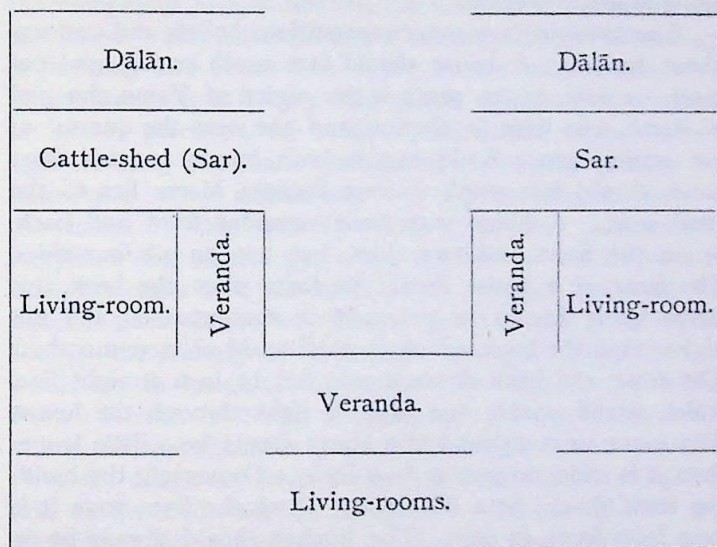 Dālān. Dālān.
Cattle-shed (Sar). Sar.
Living-room. Veranda. Veranda. Living-room.
Veranda.
Living-rooms.